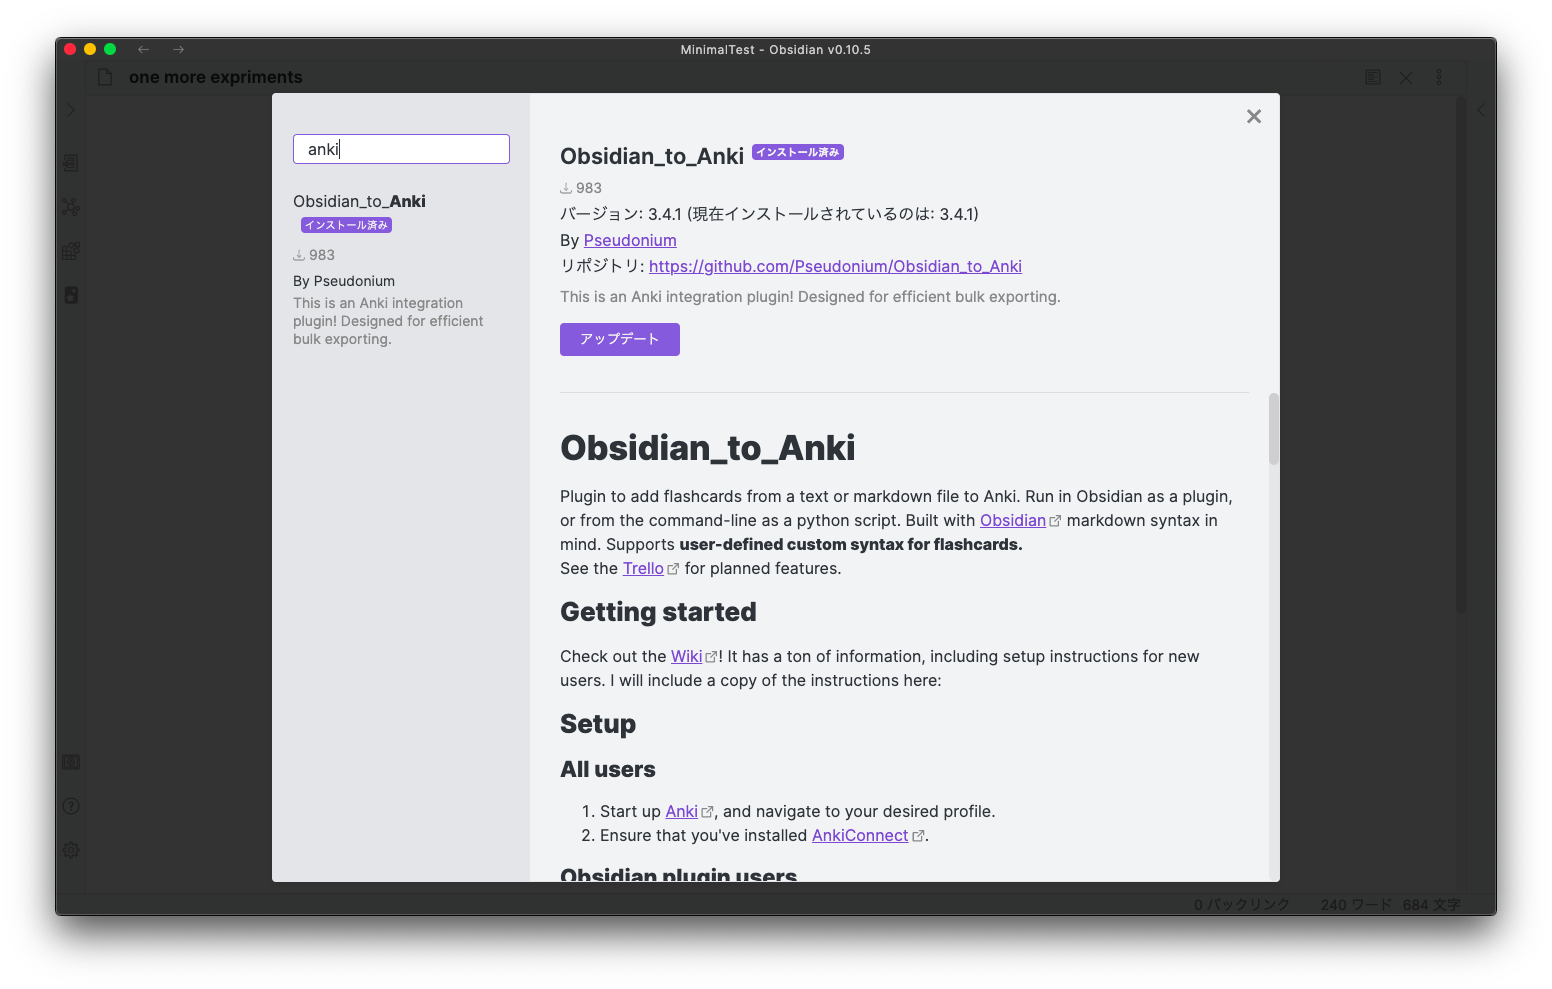 MinimalTest - Obsidian v0.10.5
one more expriments
anki
Obsidian_to_Anki
インストール済み
983
By Pseudonium
This is an Anki integration
plugin! Designed for efficient
bulk exporting.
Obsidian_to_Anki インストール済み
983
バージョン: 3.4.1 (現在インストールされているのは: 3.4.1)
By Pseudonium
リポジトリ: https://github.com/Pseudonium/Obsidian_to_Anki
This is an Anki integration plugin! Designed for efficient bulk exporting.
アップデート
Obsidian_to_Anki
Plugin to add flashcards from a text or markdown file to Anki. Run in Obsidian as a plugin,
or from the command-line as a python script. Built with Obsidian markdown syntax in
mind. Supports user-defined custom syntax for flashcards.
See the Trello for planned features.
Getting started
Check out the Wiki! It has a ton of information, including setup instructions for new
users. I will include a copy of the instructions here:
Setup
All users
1. Start up Anki, and navigate to your desired profile.
2. Ensure that you've installed AnkiConnect.
Obsidian plugin users
0 バックリンク 240 ワード 684 文字